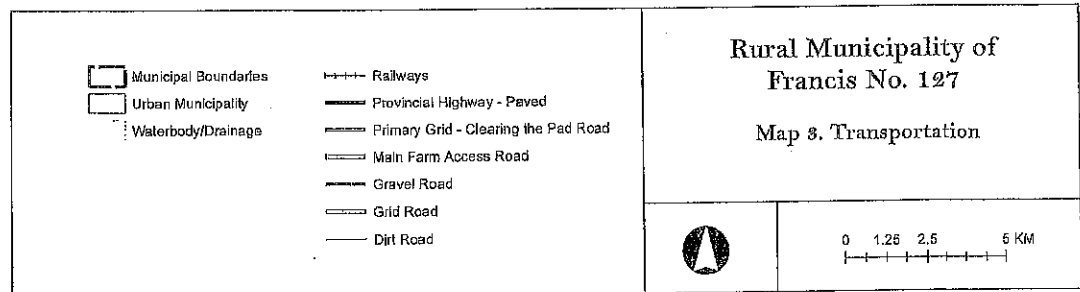 Municipal Boundaries
Urban Municipality
Waterbody/Drainage
Railways
Provincial Highway - Paved
Primary Grid - Clearing the Pad Road
Main Farm Access Road
Gravel Road
Grid Road
Dirt Road
Rural Municipality of
Francis No. 127
Map 3. Transportation
0 1.25 2.5 5 KM